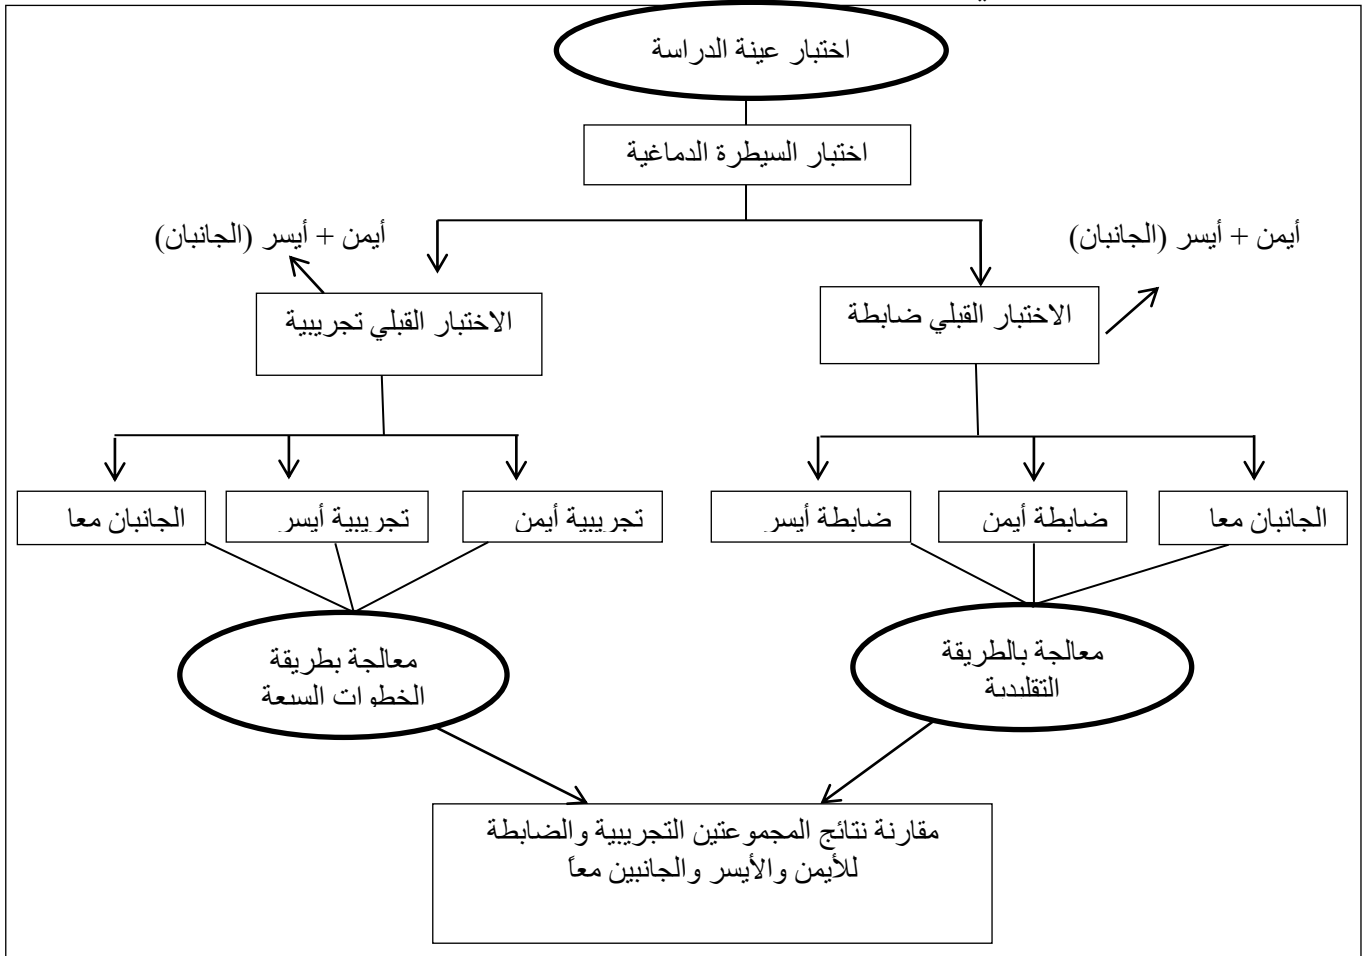 اختبار عينة الدراسة
اختبار السيطرة الدماغية
أيمن + أيسر (الجانبان)
أيمن + أيسر (الجانبان)
الاختبار القبلي ضابطة
الاختبار القبلي تجريبية
الجانبان معا
ضابطة أيمن
ضابطة أيسر
تجريبية أيمن
تجريبية أيسر
الجانبان معا
معالجة بالطريقة
التقليدية
معالجة بطريقة
الخطوات السبعة
مقارنة نتائج المجموعتين التجريبية والضابطة
للأيمن والأيسر والجانبين معاً